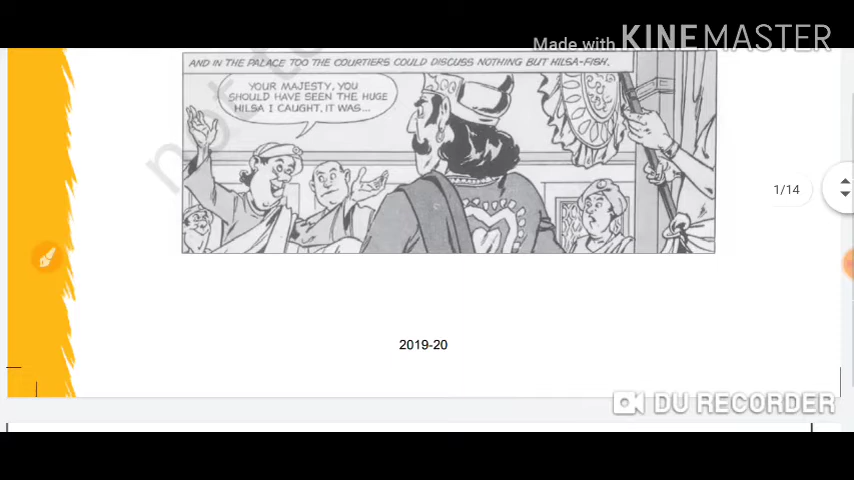 Made with KINEMASTER
AND IN THE PALACE TOO THE COURTIERS COULD DISCUSS NOTHING BUT HILSA-FISH.
YOUR MAJESTY, YOU
SHOULD HAVE SEEN THE HUGE
HILSA I CAUGHT, IT WAS...
not
1/14
2019-20
DU RECORDER